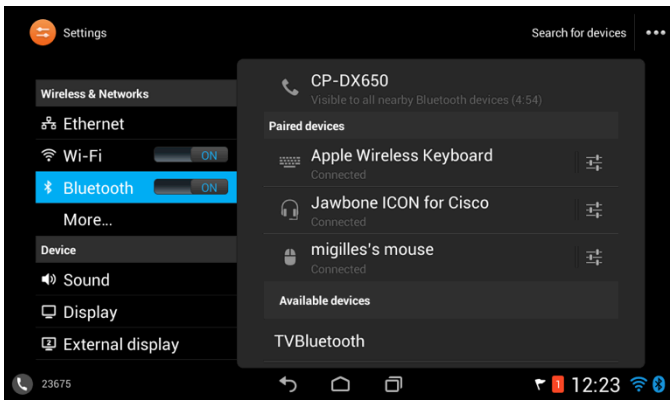 Settings
Search for devices
Wireless & Networks
Ethernet
Wi-Fi ON
Bluetooth ON
More...
Device
Sound
Display
2 External display
CP-DX650
Visible to all nearby Bluetooth devices (4:54)
Paired devices
Apple Wireless Keyboard
Connected
Jawbone ICON for Cisco
Connected
migilles's mouse
Connected
Available devices
TVBluetooth
23675
1 12:23